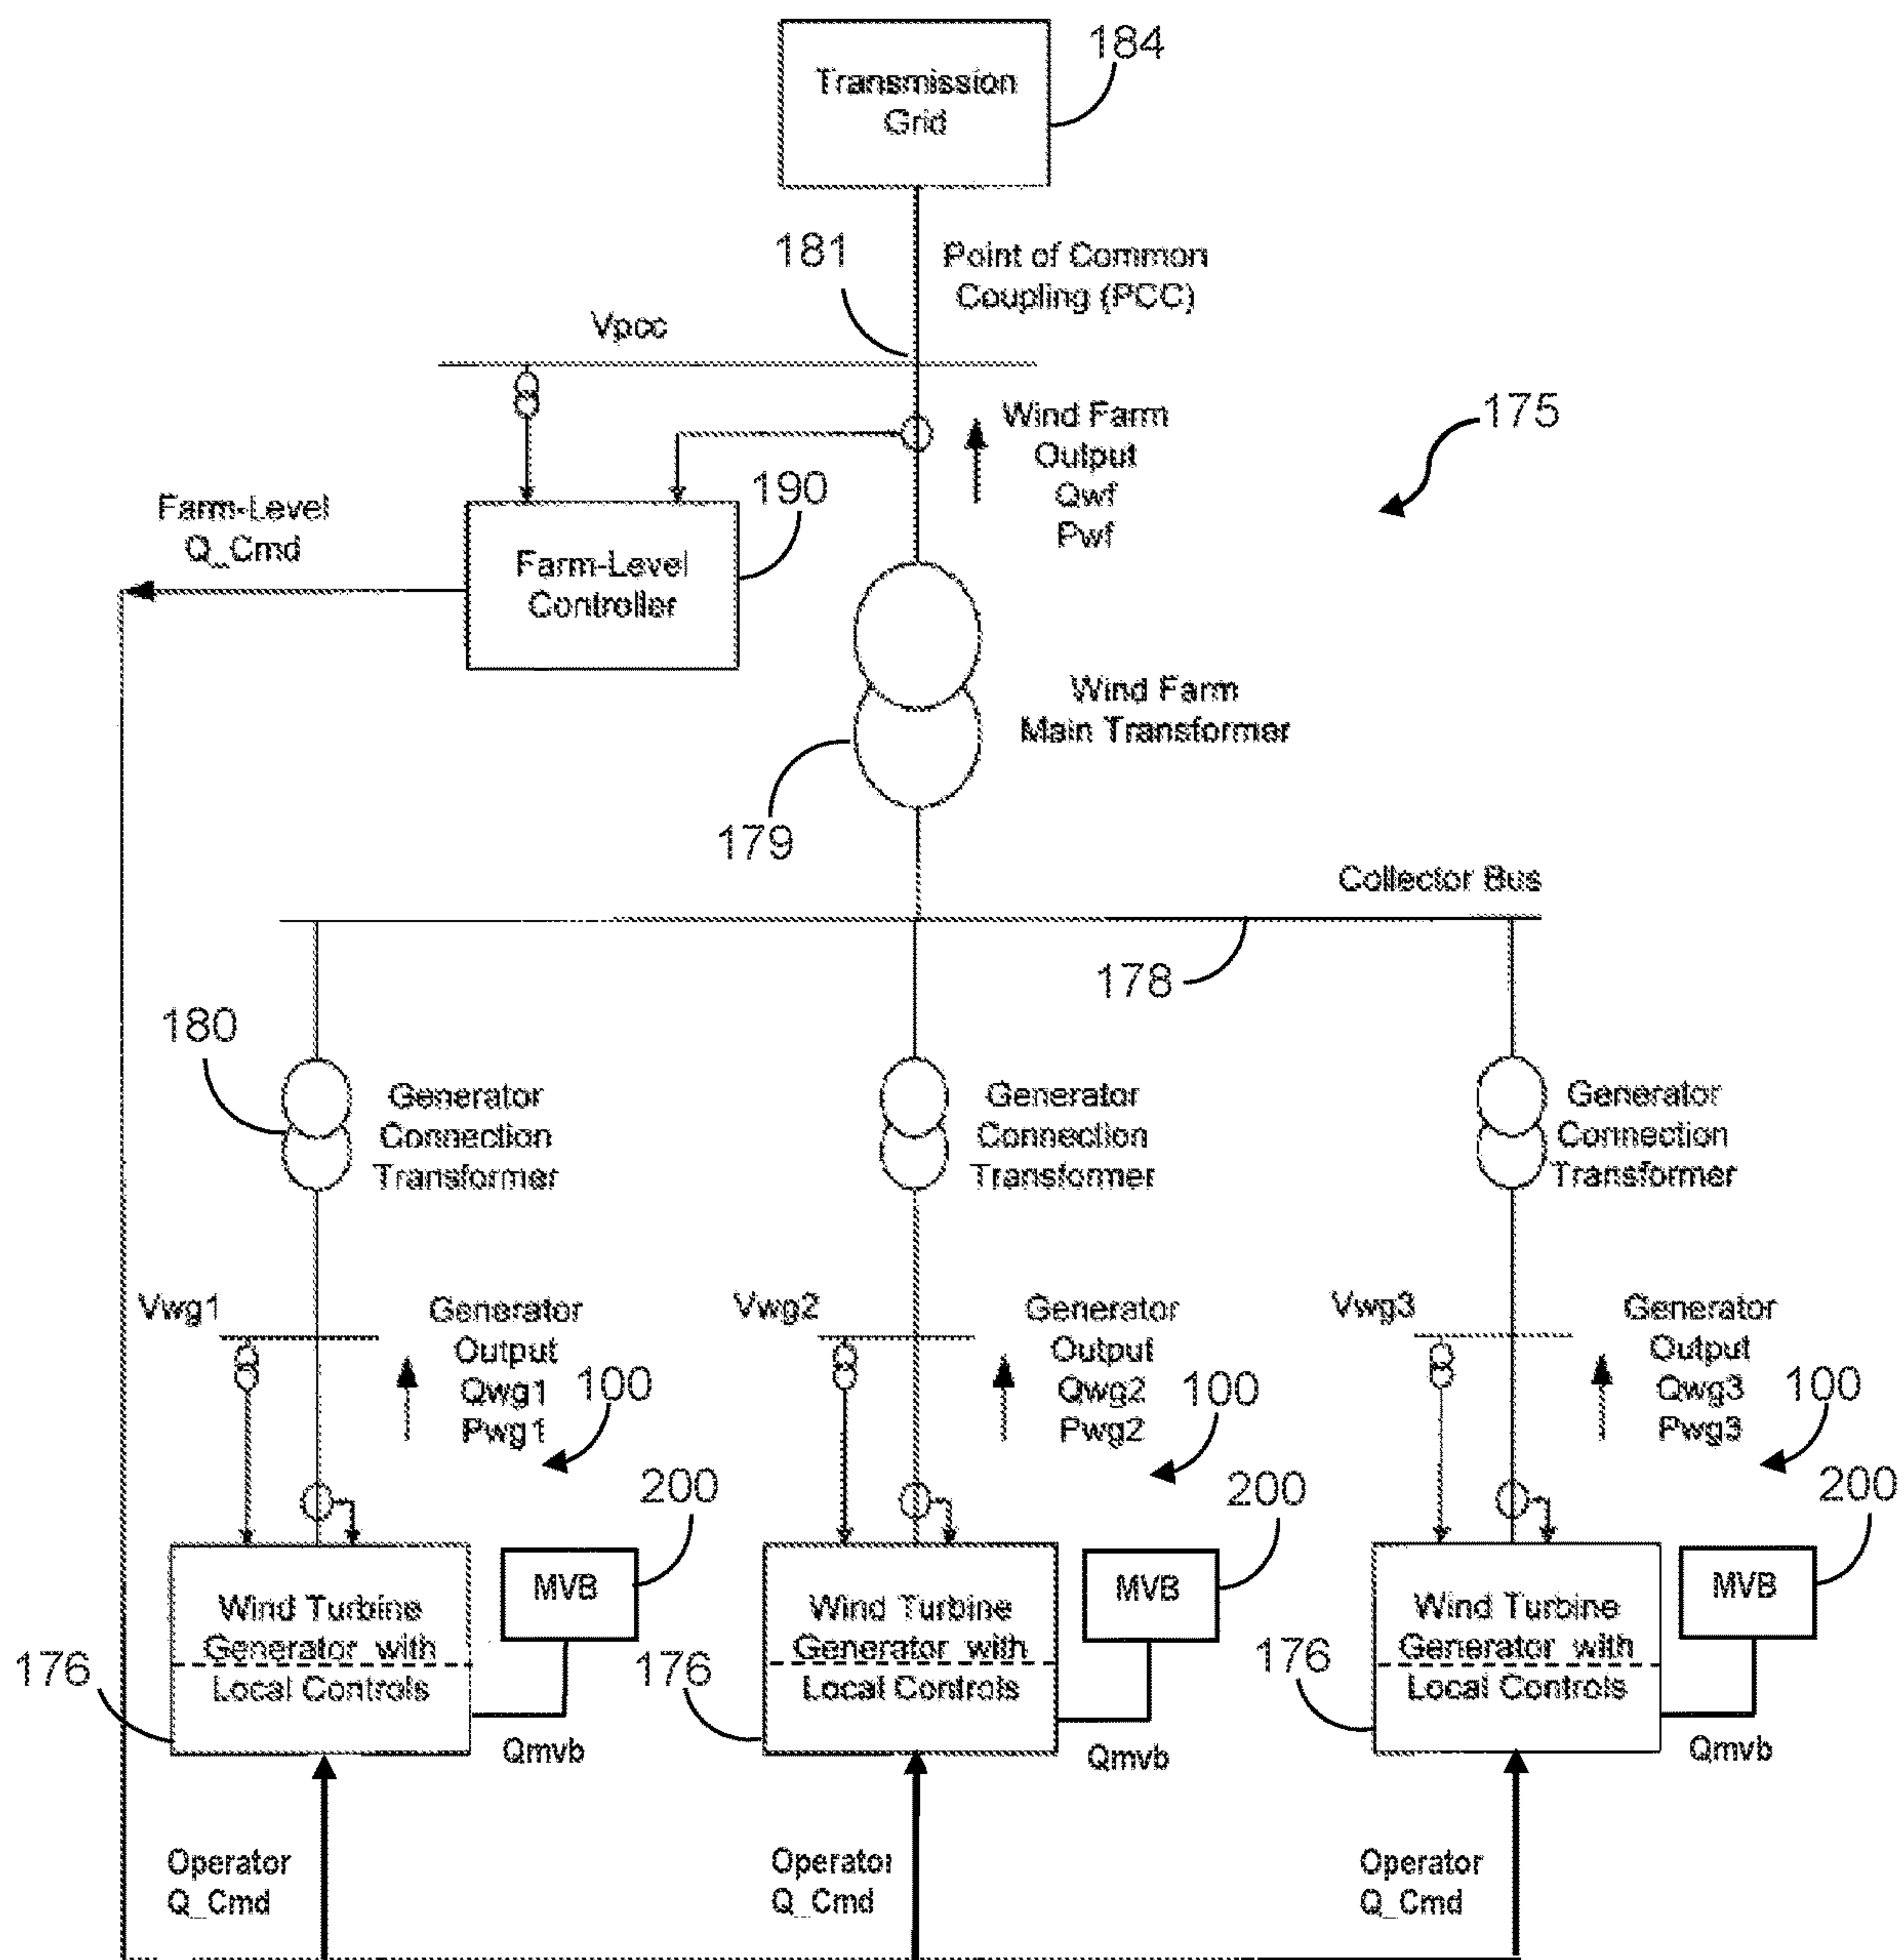 184
Transmission
Grid
181
Point of Common
Coupling (PCC)
Vpcc
175
Wind Farm
Output
Qwf
Pwf
190
Farm-Level
Q_Cmd
Farm-Level
Controller
Wind Farm
Main Transformer
179
Collector Bus
178
180
Generator
Connection
Transformer
Generator
Connection
Transformer
Generator
Connection
Transformer
Vwg1
Generator
Output
Qwg1
Pwg1
100
Vwg2
Generator
Output
Qwg2
Pwg2
100
Vwg3
Generator
Output
Qwg3
Pwg3
100
200
MVB
Wind Turbine
Generator with
Local Controls
176
Qmvb
200
MVB
Wind Turbine
Generator with
Local Controls
176
Qmvb
200
MVB
Wind Turbine
Generator with
Local Controls
176
Qmvb
Operator
Q_Cmd
Operator
Q_Cmd
Operator
Q_Cmd